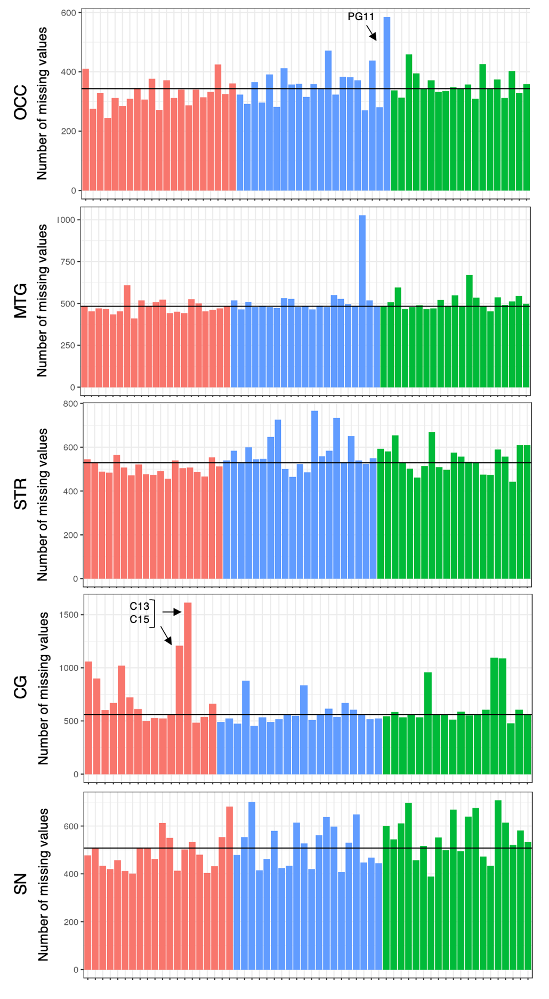 OCC
Number of missing values
600
400
200
0
PG11
MTG
Number of missing values
1000
750
500
250
0
STR
Number of missing values
800
600
400
200
0
CG
Number of missing values
1500
1000
500
0
C13
C15
SN
Number of missing values
600
400
200
0